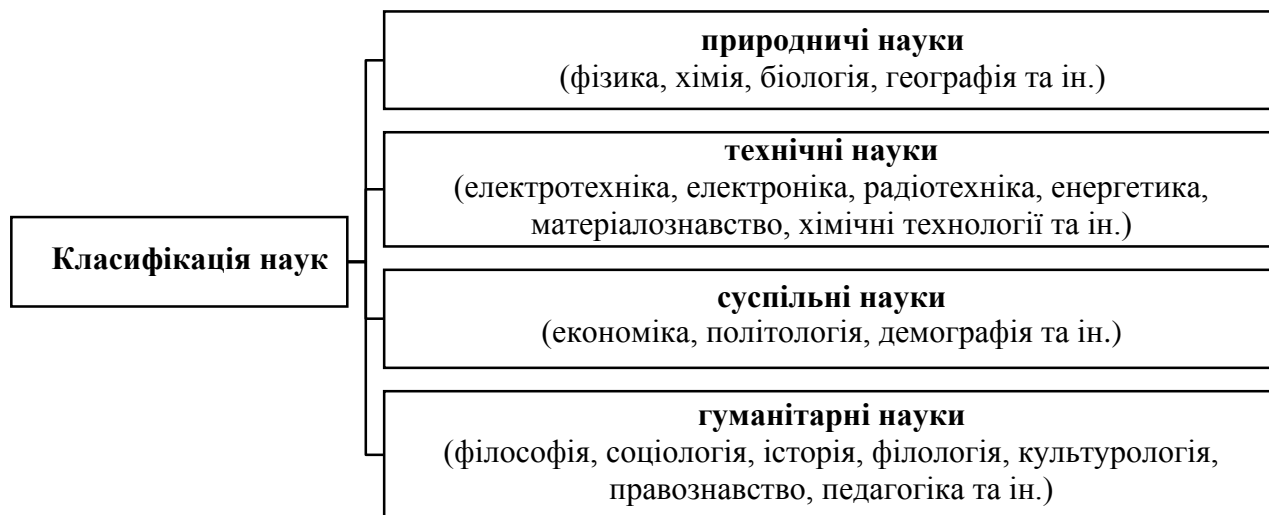 Класифікація наук
природничі науки
(фізика, хімія, біологія, географія та ін.)
технічні науки
(електротехніка, електроніка, радіотехніка, енергетика,
матеріалознавство, хімічні технології та ін.)
суспільні науки
(економіка, політологія, демографія та ін.)
гуманітарні науки
(філософія, соціологія, історія, філологія, культурологія,
правознавство, педагогіка та ін.)